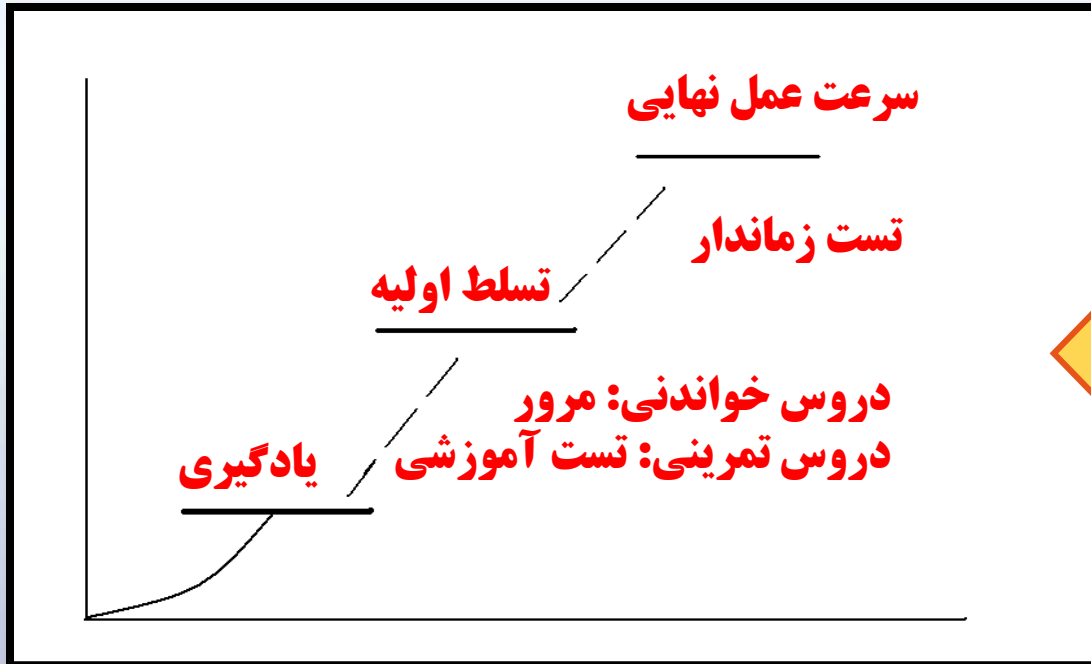 سرعت عمل نهایی
تست زماندار
تسلط اولیه
دروس خواندنی: مرور
دروس تمرینی: تست آموزشی
یادگیری